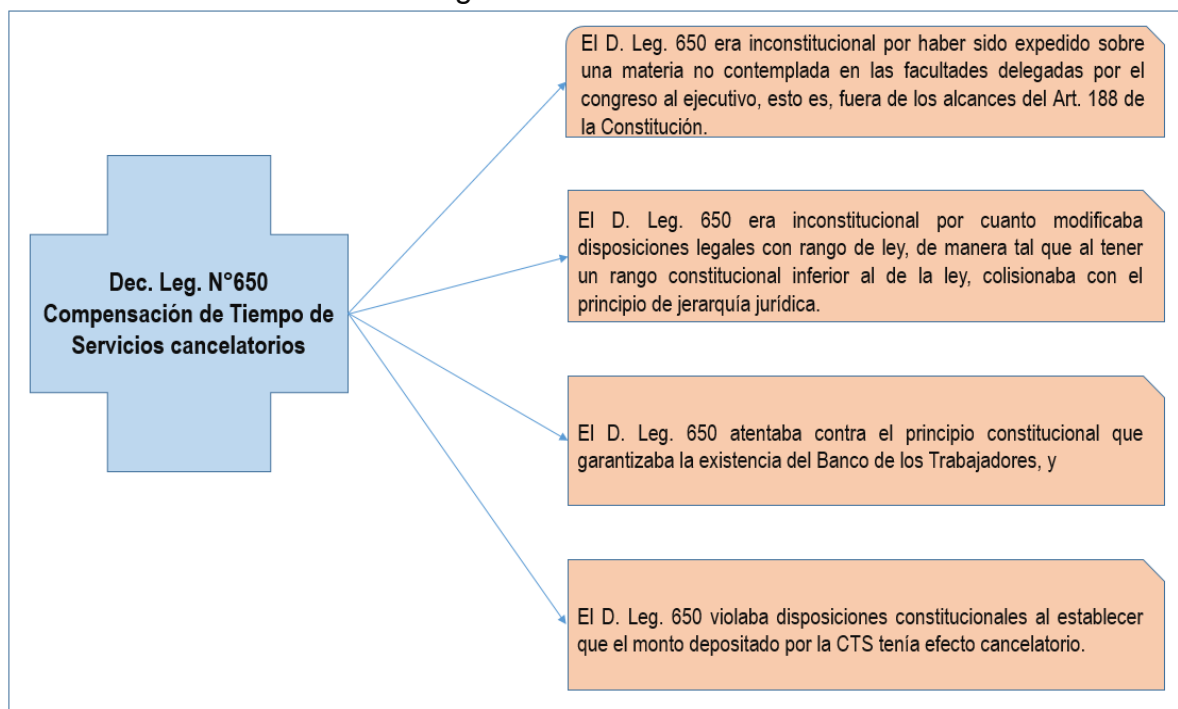 Dec. Leg. N°650
Compensación de Tiempo de
Servicios cancelatorios
El D. Leg. 650 era inconstitucional por haber sido expedido sobre
una materia no contemplada en las facultades delegadas por el
congreso al ejecutivo, esto es, fuera de los alcances del Art. 188 de
la Constitución.
El D. Leg. 650 era inconstitucional por cuanto modificaba
disposiciones legales con rango de ley, de manera tal que al tener
un rango constitucional inferior al de la ley, colisionaba con el
principio de jerarquía jurídica.
El D. Leg. 650 atentaba contra el principio constitucional que
garantizaba la existencia del Banco de los Trabajadores, y
El D. Leg. 650 violaba disposiciones constitucionales al establecer
que el monto depositado por la CTS tenía efecto cancelatorio.